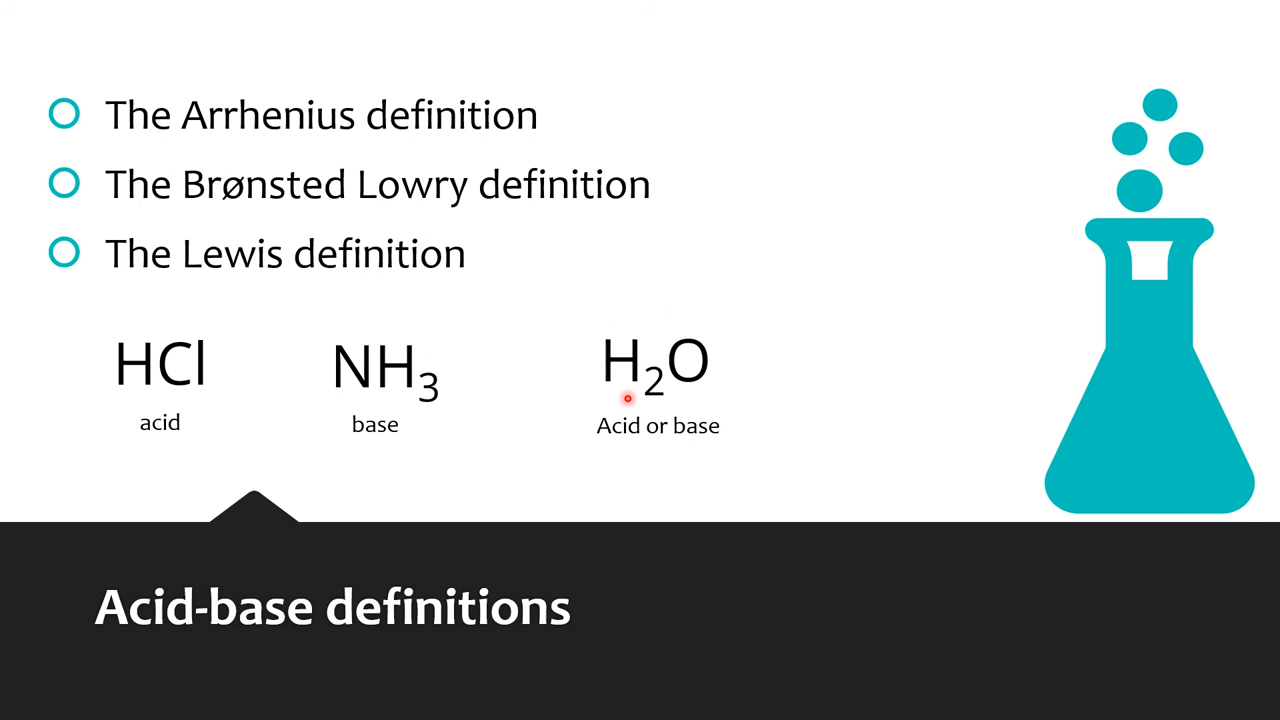 The Arrhenius definition
The Brønsted Lowry definition
The Lewis definition
HCl NH₃ H₂O
acid base Acid or base
Acid-base definitions